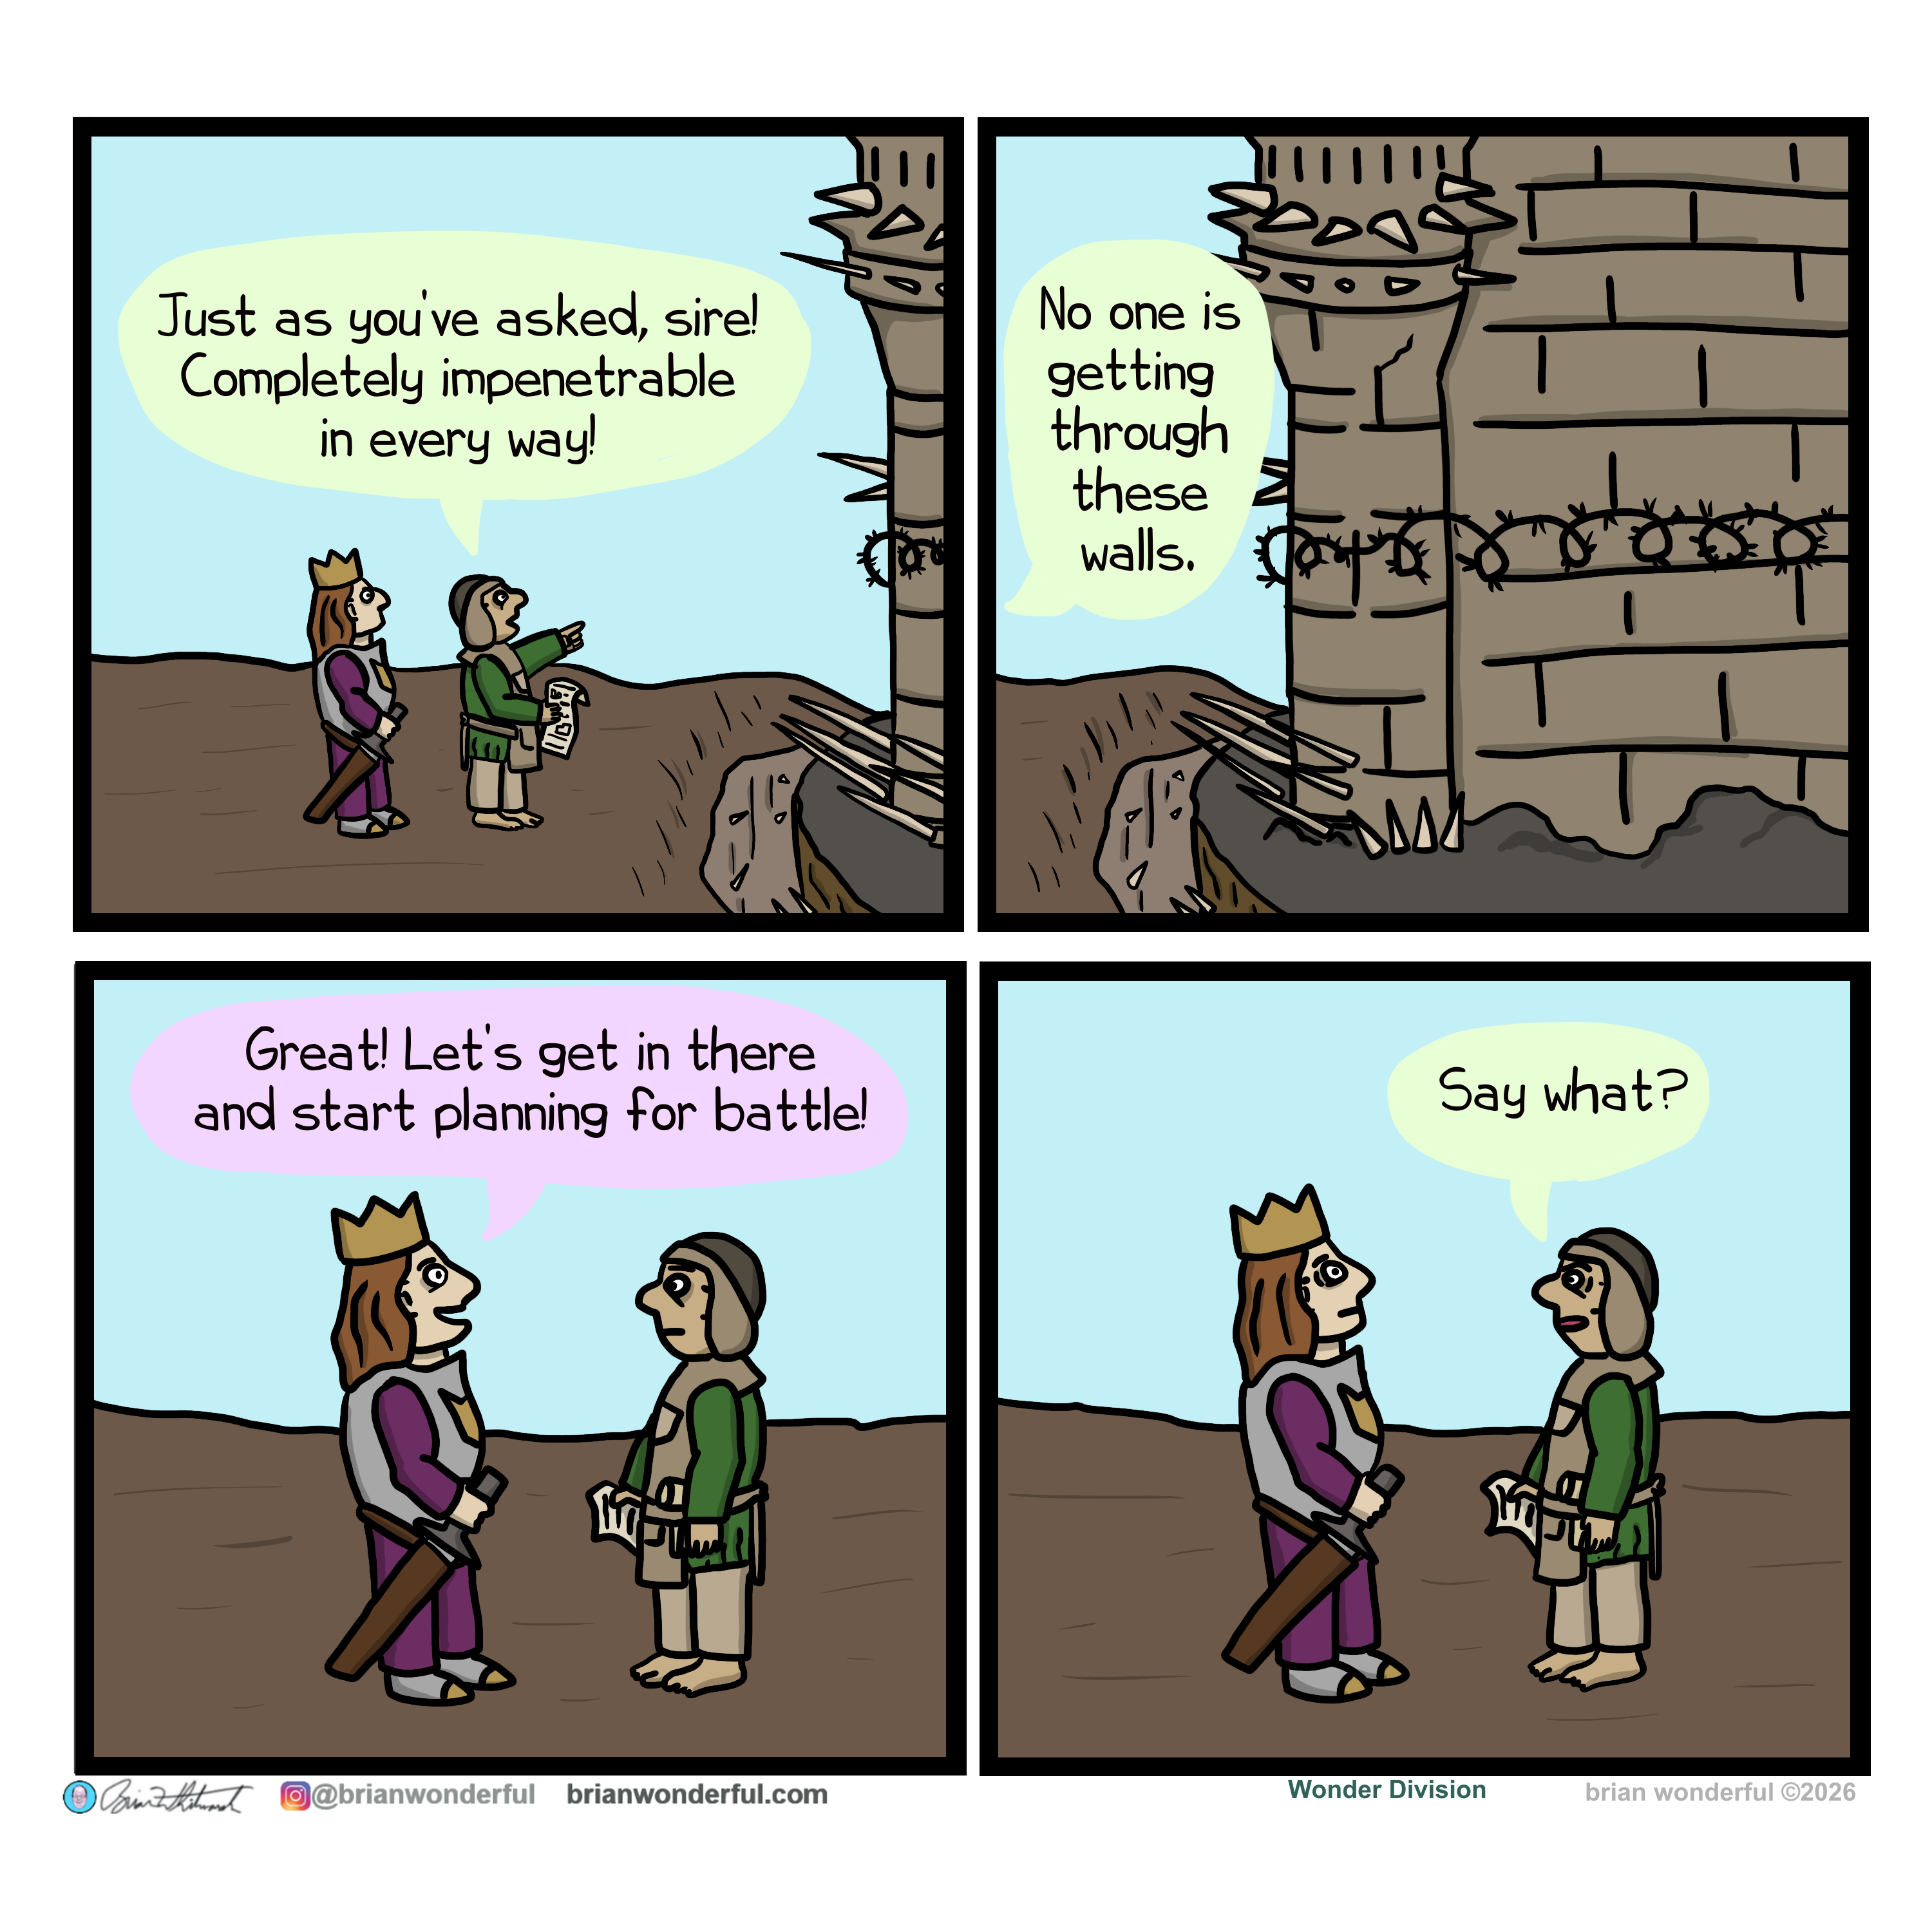 Just as you've asked, sire!
Completely impenetrable
in every way!
No one is
getting
through
these
walls.
Great! Let's get in there
and start planning for battle!
Say what?
@brianwonderful brianwonderful.com
Wonder Division
brian wonderful ©2026